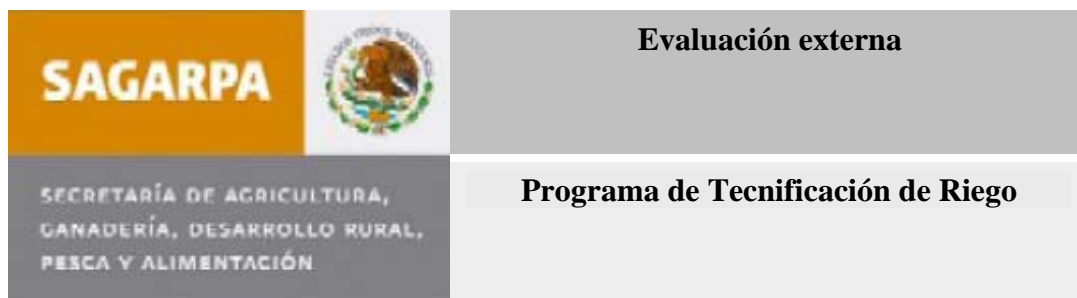 SAGARPA
SECRETARÍA DE AGRICULTURA,
GANADERÍA, DESARROLLO RURAL,
PESCA Y ALIMENTACIÓN
Evaluación externa
Programa de Tecnificación de Riego